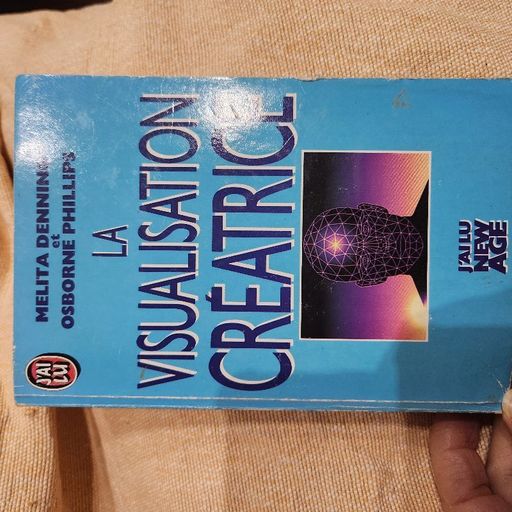 MELITA DENNING
et
OSBORNE PHILLIPS
LA
VISUALISATION
CRÉATRICE
J'AI LU
NEW
AGE
J'AI
LU